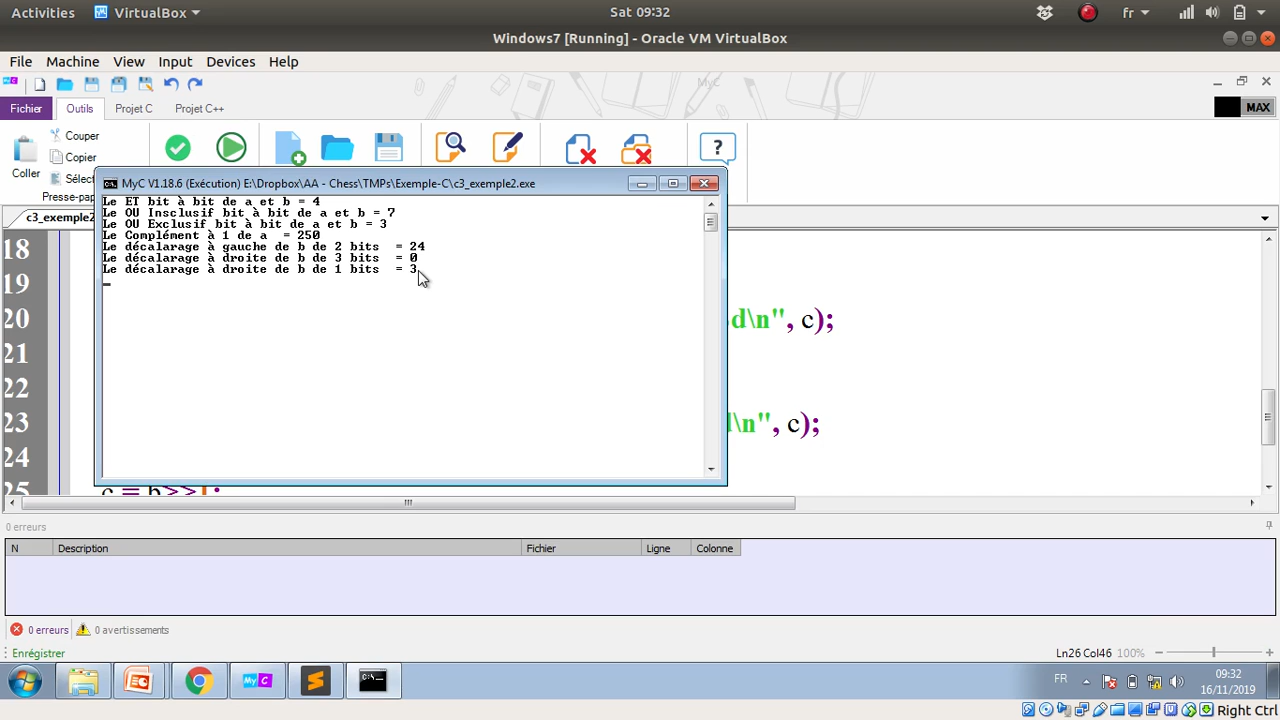 Activities VirtualBox Sat 09:32 fr
Windows7 [Running] - Oracle VM VirtualBox
File Machine View Input Devices Help
MyC
Fichier Outils Projet C Projet C++ MAX
Couper
Copier
Coller Sélec
Presse-pap
MyC V1.18.6 (Exécution) E:\Dropbox\AA - Chess\TMPs\Exemple-C\c3_exemple2.exe
c3_exemple2
Le ET bit à bit de a et b = 4
Le OU Insclusif bit à bit de a et b = 7
Le OU Exclusif bit à bit de a et b = 3
Le Complément à 1 de a = 250
Le décalarage à gauche de b de 2 bits = 24
Le décalarage à droite de b de 3 bits = 0
Le décalarage à droite de b de 1 bits = 3
18
19
20 d\n", c);
21
22
23 d\n", c);
24
25 c = b>>1;
0 erreurs
N Description Fichier Ligne Colonne
0 erreurs 0 avertissements
Enrégistrer Ln26 Col46 100%
FR 09:32
16/11/2019
Right Ctrl